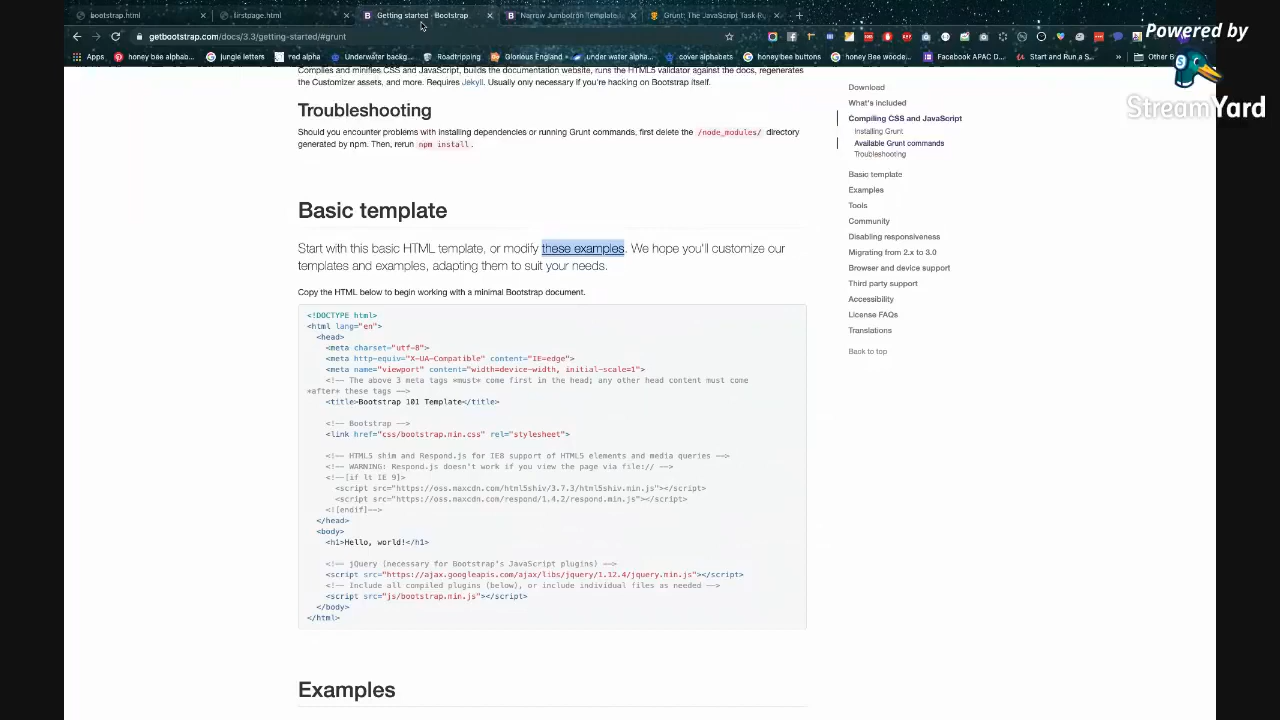 bootstrap.html
firstpage.html
Getting started · Bootstrap
Narrow Jumbotron Template
Grunt: The JavaScript Task R
getbootstrap.com/docs/3.3/getting-started/#grunt
Apps
honey bee alphab...
jungle letters
red alpha
Underwater backg...
Roadtripping
Glorious England
under water alpha...
cover alphabets
honeybee buttons
honey Bee woode...
Facebook APAC D...
Start and Run a S...
»
Other B
Powered by
StreamYard
Compiles and minifies CSS and JavaScript, builds the documentation website, runs the HTML5 validator against the docs, regenerates
the Customizer assets, and more. Requires Jekyll. Usually only necessary if you're hacking on Bootstrap itself.
Troubleshooting
Should you encounter problems with installing dependencies or running Grunt commands, first delete the /node_modules/ directory
generated by npm. Then, rerun npm install.
Basic template
Start with this basic HTML template, or modify these examples. We hope you'll customize our
templates and examples, adapting them to suit your needs.
Copy the HTML below to begin working with a minimal Bootstrap document.
<!DOCTYPE html>
<html lang="en">
<head>
<meta charset="utf-8">
<meta http-equiv="X-UA-Compatible" content="IE=edge">
<meta name="viewport" content="width=device-width, initial-scale=1">
<!-- The above 3 meta tags *must* come first in the head; any other head content must come
*after* these tags -->
<title>Bootstrap 101 Template</title>
<!-- Bootstrap -->
<link href="css/bootstrap.min.css" rel="stylesheet">
<!-- HTML5 shim and Respond.js for IE8 support of HTML5 elements and media queries -->
<!-- WARNING: Respond.js doesn't work if you view the page via file:// -->
<!--[if lt IE 9]>
<script src="https://oss.maxcdn.com/html5shiv/3.7.3/html5shiv.min.js"></script>
<script src="https://oss.maxcdn.com/respond/1.4.2/respond.min.js"></script>
<![endif]-->
</head>
<body>
<h1>Hello, world!</h1>
<!-- jQuery (necessary for Bootstrap's JavaScript plugins) -->
<script src="https://ajax.googleapis.com/ajax/libs/jquery/1.12.4/jquery.min.js"></script>
<!-- Include all compiled plugins (below), or include individual files as needed -->
<script src="js/bootstrap.min.js"></script>
</body>
</html>
Examples
Download
What's included
Compiling CSS and JavaScript
Installing Grunt
Available Grunt commands
Troubleshooting
Basic template
Examples
Tools
Community
Disabling responsiveness
Migrating from 2.x to 3.0
Browser and device support
Third party support
Accessibility
License FAQs
Translations
Back to top